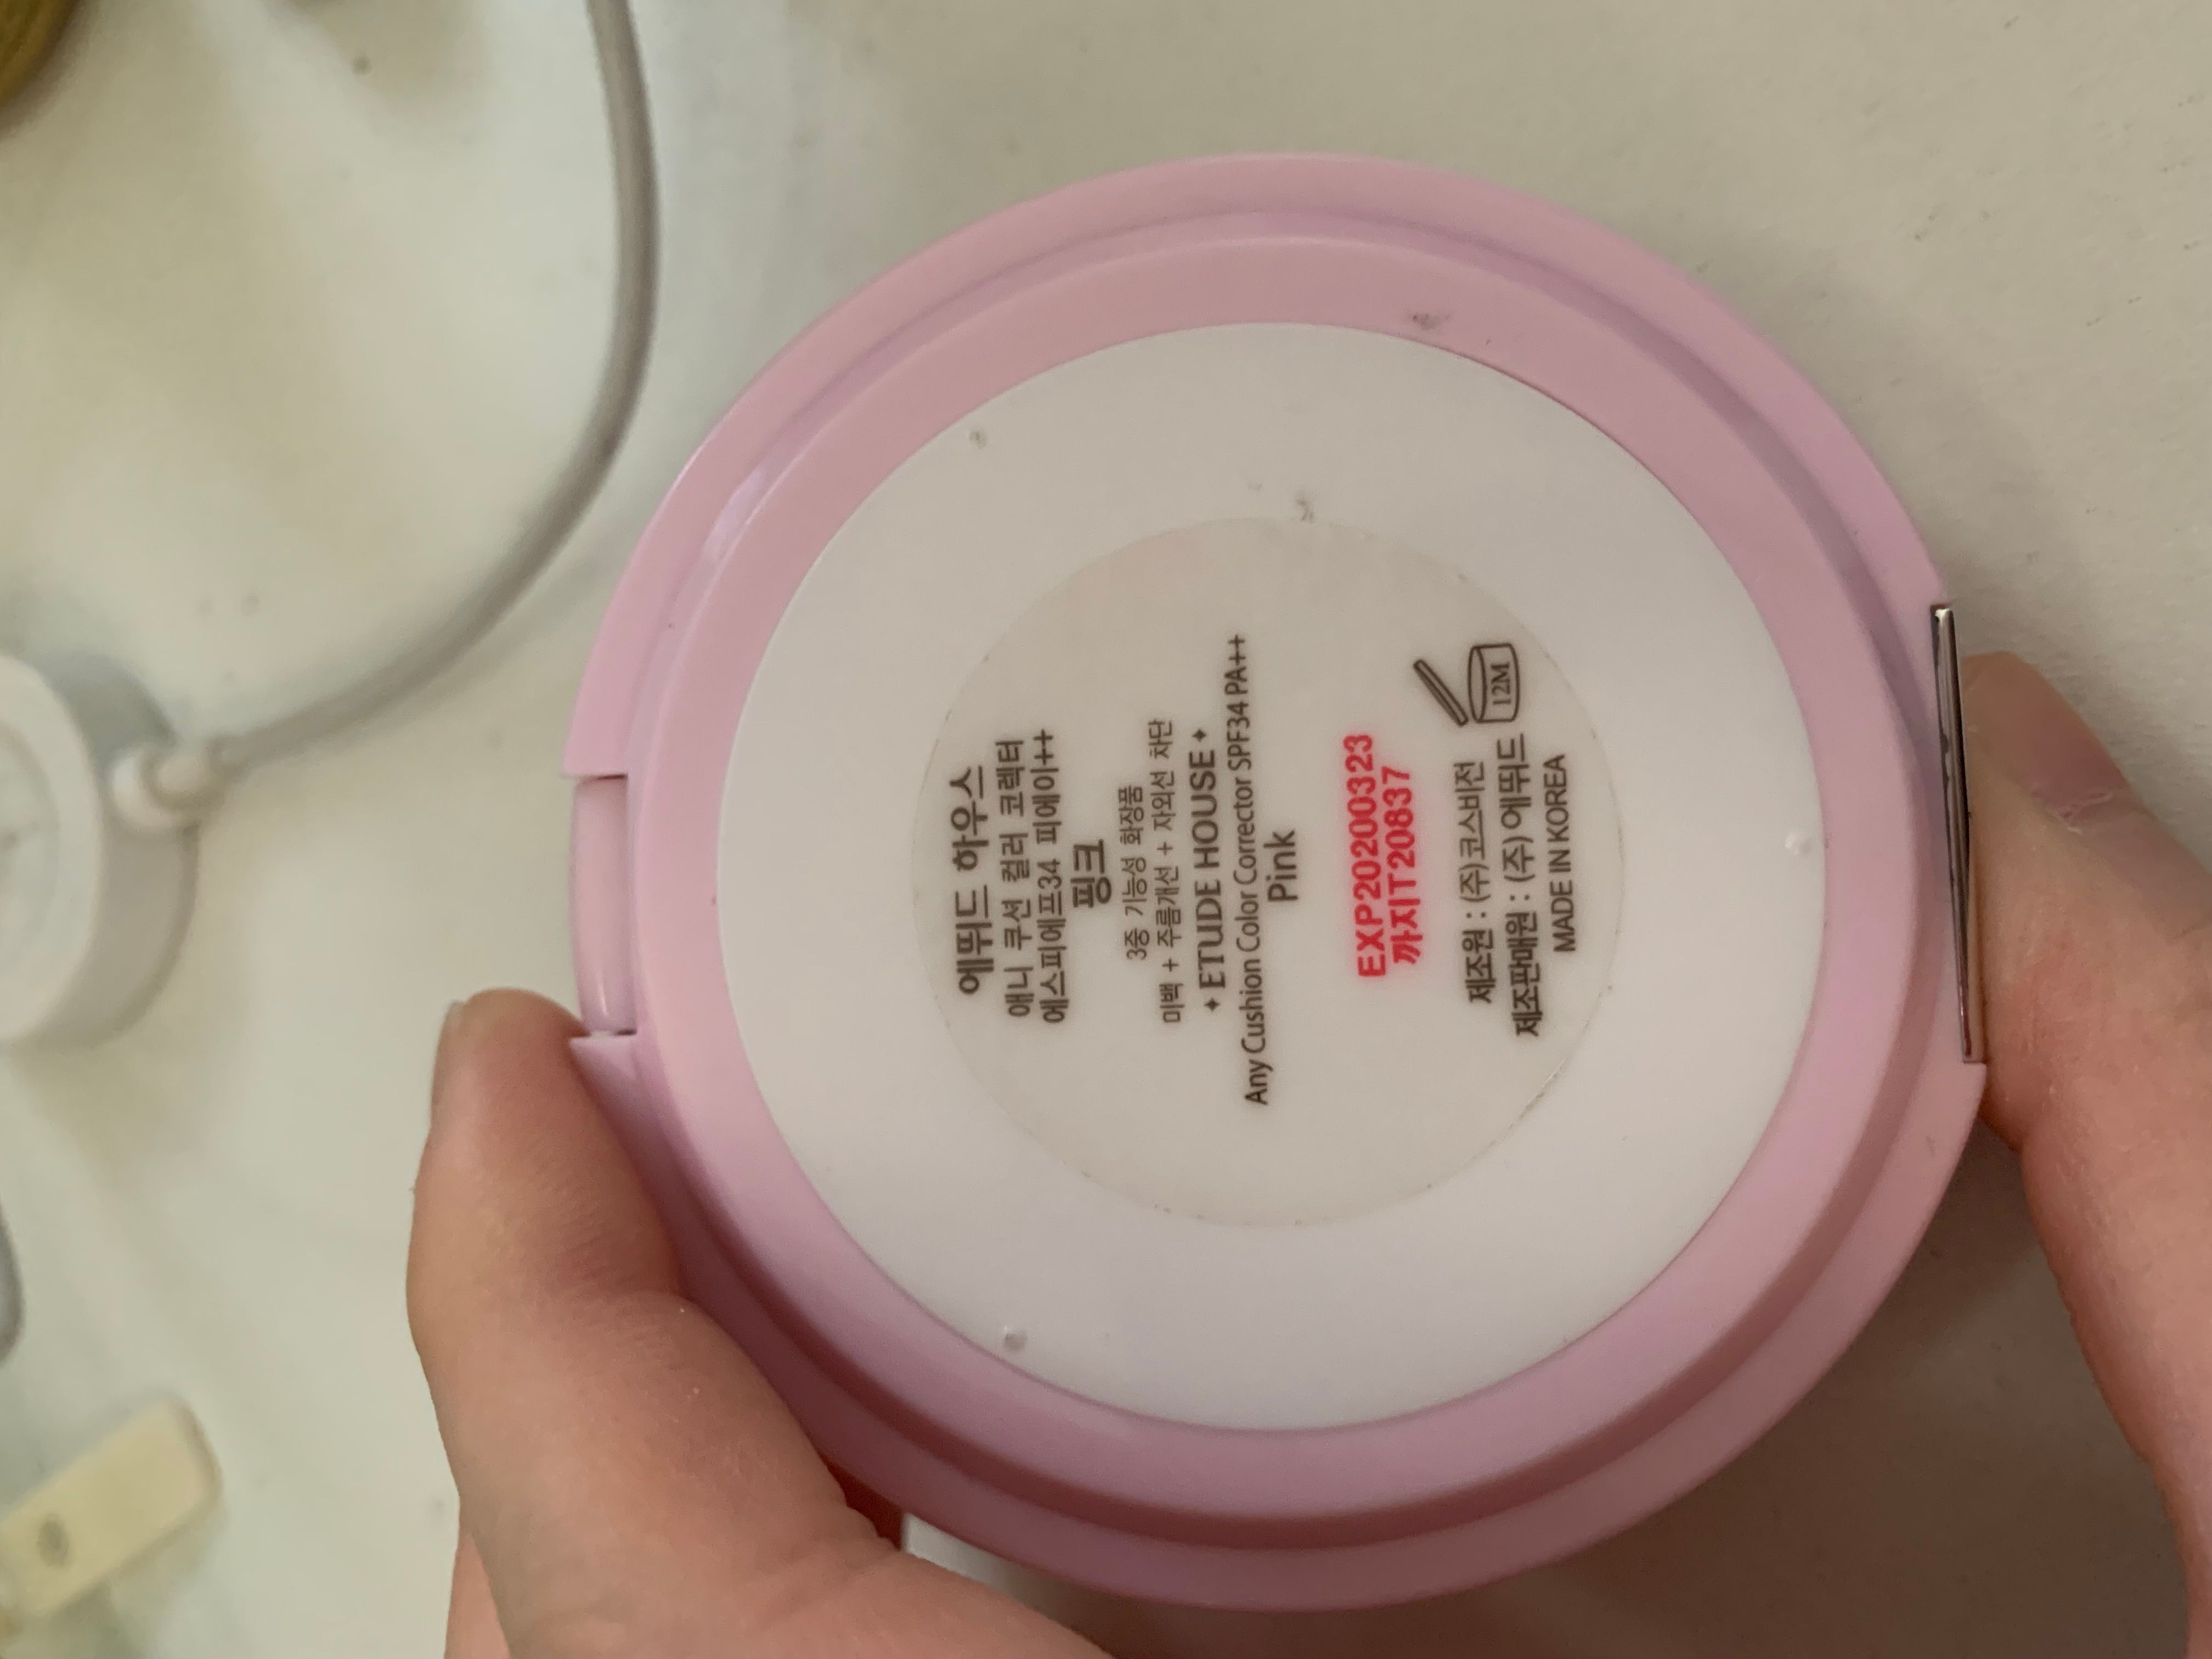 에뛰드 하우스
애니 쿠션 컬러 코렉터
에스피에프34 피에이++
핑크
3중 기능성 화장품
미백 + 주름개선 + 자외선 차단
✦ ETUDE HOUSE ✦
Any Cushion Color Corrector SPF34 PA++
Pink
EXP20200323
까지IT20837
제조원 : (주)코스비전
제조판매원 : (주)에뛰드
MADE IN KOREA
12M